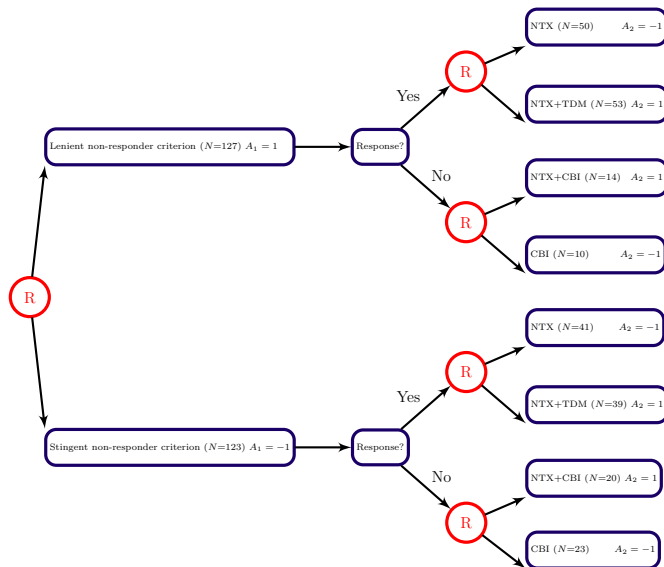 NTX (N=50) A₂ = −1
R
Yes
NTX+TDM (N=53) A₂ = 1
Lenient non-responder criterion (N=127) A₁ = 1
Response?
No
NTX+CBI (N=14) A₂ = 1
R
CBI (N=10) A₂ = −1
R
NTX (N=41) A₂ = −1
R
Yes
NTX+TDM (N=39) A₂ = 1
Stingent non-responder criterion (N=123) A₁ = −1
Response?
No
NTX+CBI (N=20) A₂ = 1
R
CBI (N=23) A₂ = −1